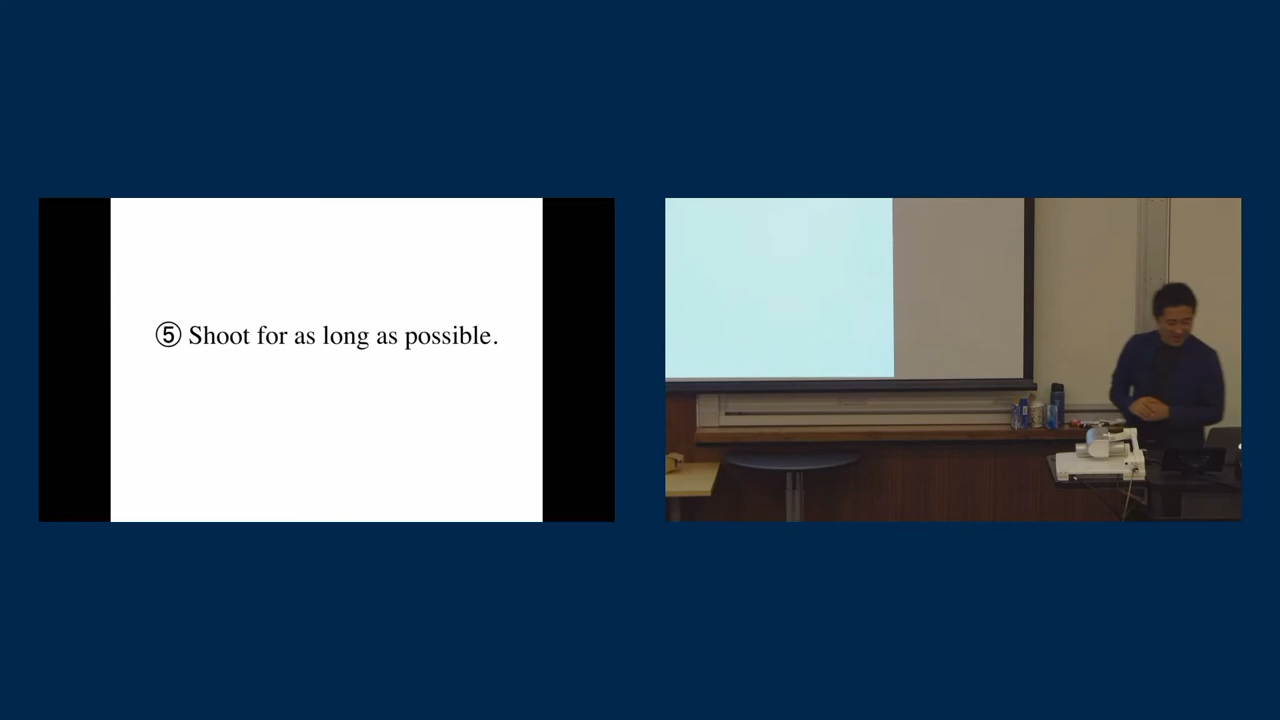 ⑤ Shoot for as long as possible.